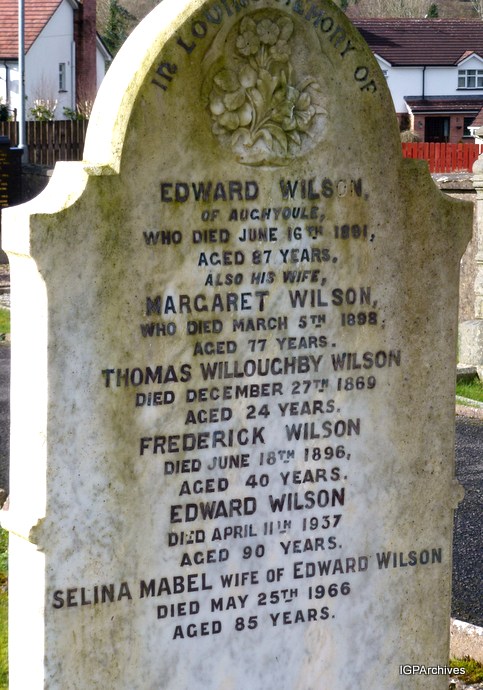 IN LOVING MEMORY OF
EDWARD WILSON,
OF AUGHYOULE,
WHO DIED JUNE 16TH 1891,
AGED 87 YEARS.
ALSO HIS WIFE,
MARGARET WILSON,
WHO DIED MARCH 5TH 1898,
AGED 77 YEARS.
THOMAS WILLOUGHBY WILSON
DIED DECEMBER 27TH 1869
AGED 24 YEARS.
FREDERICK WILSON
DIED JUNE 18TH 1896,
AGED 40 YEARS.
EDWARD WILSON
DIED APRIL 11TH 1937
AGED 90 YEARS.
SELINA MABEL WIFE OF EDWARD WILSON
DIED MAY 25TH 1966
AGED 85 YEARS.
IGPArchives